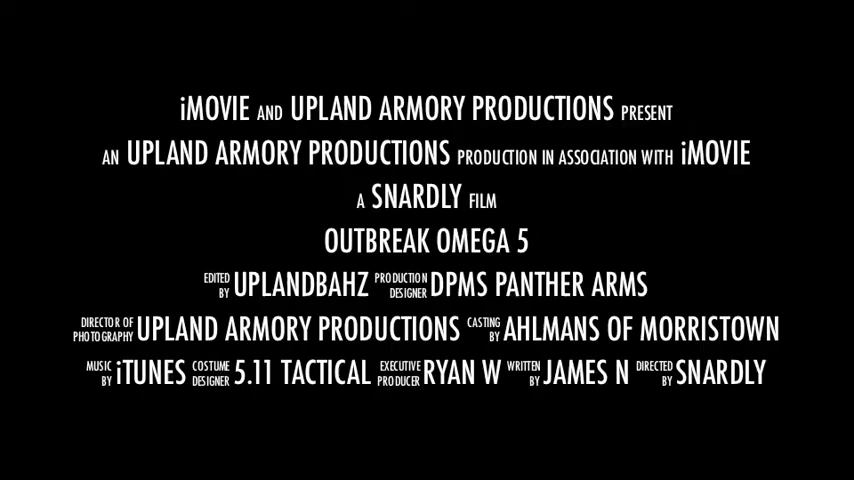 iMOVIE AND UPLAND ARMORY PRODUCTIONS PRESENT
AN UPLAND ARMORY PRODUCTIONS PRODUCTION IN ASSOCIATION WITH iMOVIE
A SNARDLY FILM
OUTBREAK OMEGA 5
EDITED BY UPLANDBAHZ PRODUCTION DESIGNER DPMS PANTHER ARMS
DIRECTOR OF PHOTOGRAPHY UPLAND ARMORY PRODUCTIONS CASTING BY AHLMANS OF MORRISTOWN
MUSIC BY iTUNES COSTUME DESIGNER 5.11 TACTICAL EXECUTIVE PRODUCER RYAN W WRITTEN BY JAMES N DIRECTED BY SNARDLY